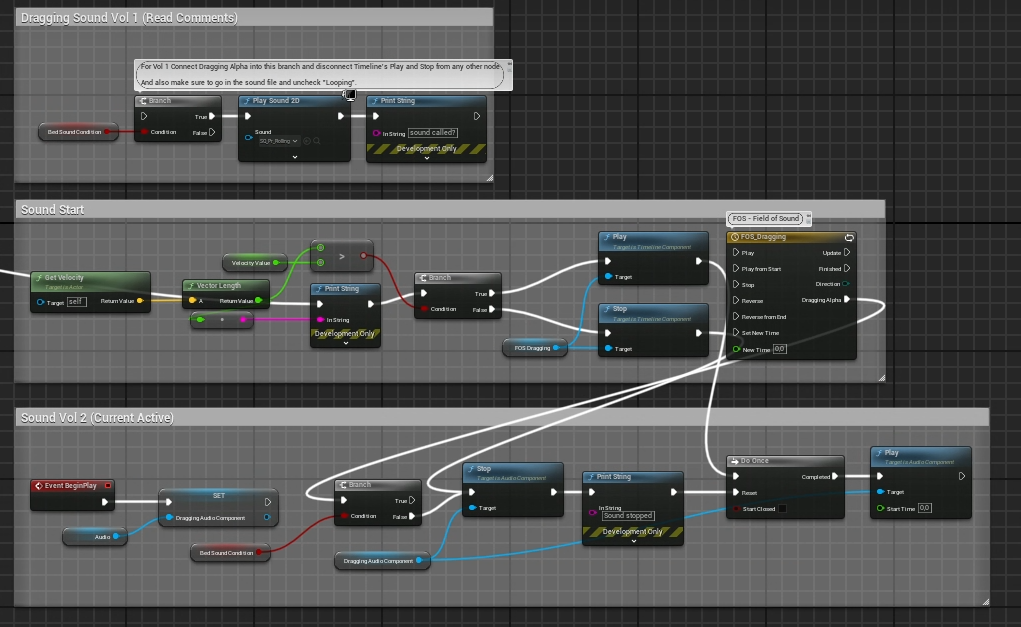 Dragging Sound Vol 1 (Read Comments)
For Vol 1 Connect Dragging Alpha into this branch and disconnect Timeline's Play and Stop from any other node
And also make sure to go in the sound file and uncheck "Looping".
Branch
True
Condition
False
Bed Sound Condition
Play Sound 2D
Sound
SQ_Pr_Rolling
Print String
In String
sound called?
Development Only
Sound Start
Get Velocity
Target is Actor
Target
self
Return Value
Velocity Value
Vector Length
A
Return Value
>
Print String
In String
Development Only
Branch
True
Condition
False
FOS Dragging
Play
Target is Timeline Component
Target
Stop
Target is Timeline Component
Target
FOS - Field of Sound
FOS_Dragging
Play
Update
Play from Start
Finished
Stop
Direction
Reverse
Dragging Alpha
Reverse from End
Set New Time
New Time
0,0
Sound Vol 2 (Current Active)
Event BeginPlay
Audio
SET
Dragging Audio Component
Bed Sound Condition
Branch
True
Condition
False
Dragging Audio Component
Stop
Target is Audio Component
Target
Print String
In String
Sound stopped
Development Only
Do Once
Completed
Reset
Start Closed
Play
Target is Audio Component
Target
Start Time
0,0